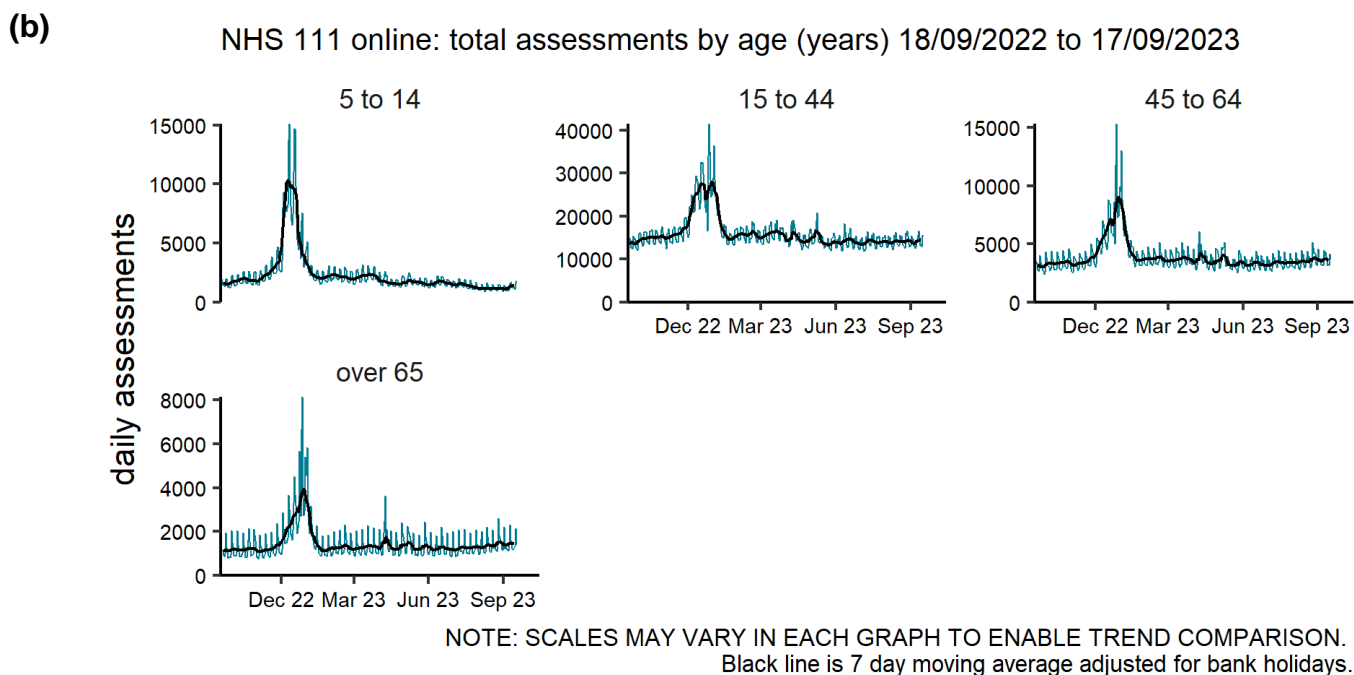 (b)
NHS 111 online: total assessments by age (years) 18/09/2022 to 17/09/2023
daily assessments
5 to 14
15000
10000
5000
0
15 to 44
40000
30000
20000
10000
0
Dec 22 Mar 23 Jun 23 Sep 23
45 to 64
15000
10000
5000
0
Dec 22 Mar 23 Jun 23 Sep 23
over 65
8000
6000
4000
2000
0
Dec 22 Mar 23 Jun 23 Sep 23
NOTE: SCALES MAY VARY IN EACH GRAPH TO ENABLE TREND COMPARISON.
Black line is 7 day moving average adjusted for bank holidays.